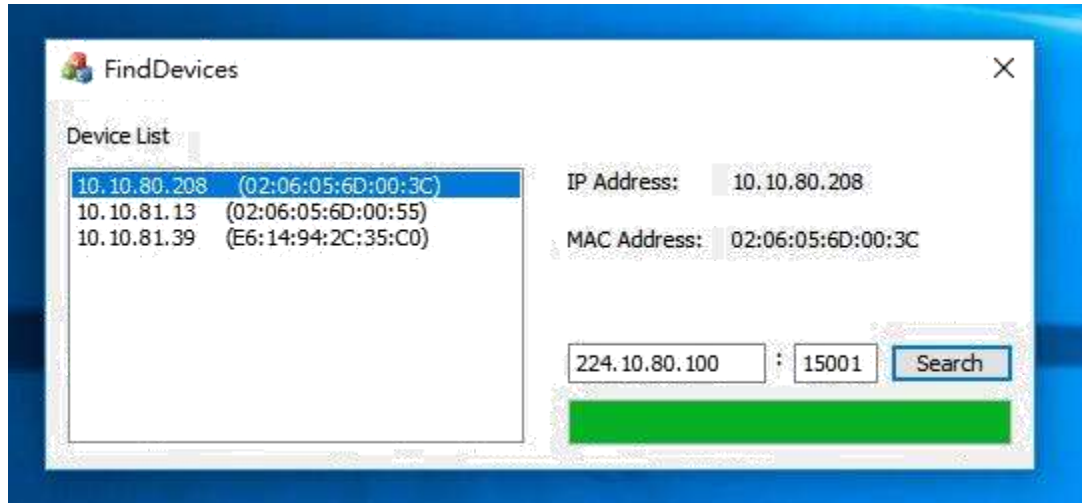 FindDevices
Device List
10.10.80.208 (02:06:05:6D:00:3C)
10.10.81.13 (02:06:05:6D:00:55)
10.10.81.39 (E6:14:94:2C:35:C0)
IP Address: 10.10.80.208
MAC Address: 02:06:05:6D:00:3C
224.10.80.100 : 15001 Search